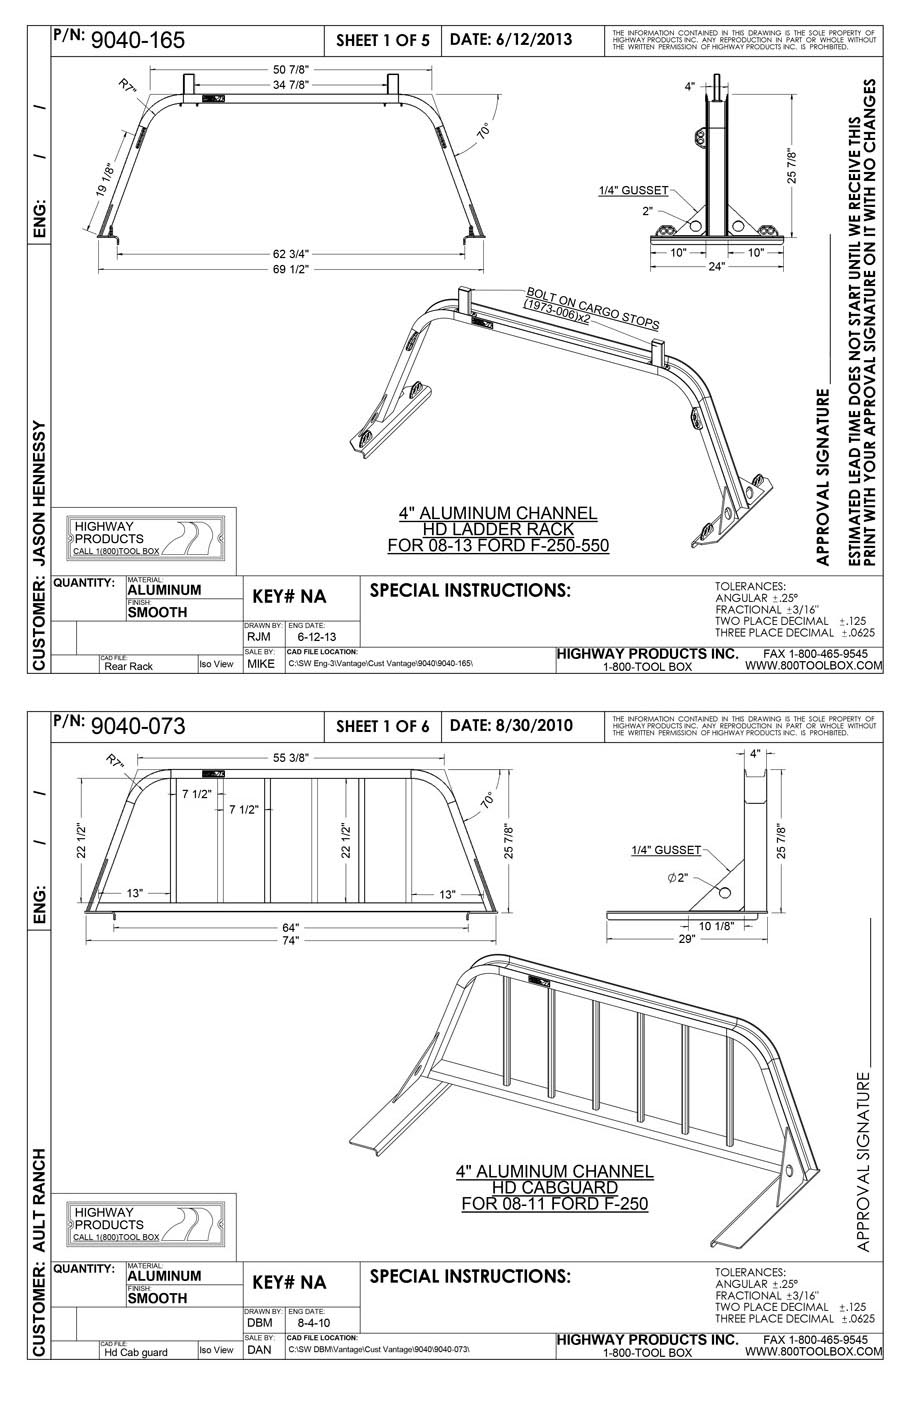 P/N: 9040-165
SHEET 1 OF 5
DATE: 6/12/2013
THE INFORMATION CONTAINED IN THIS DRAWING IS THE SOLE PROPERTY OF
HIGHWAY PRODUCTS INC. ANY REPRODUCTION IN PART OR WHOLE WITHOUT
THE WRITTEN PERMISSION OF HIGHWAY PRODUCTS INC. IS PROHIBITED.
50 7/8"
34 7/8"
R7"
70°
19 1/8"
62 3/4"
69 1/2"
4"
25 7/8"
1/4" GUSSET
2"
10"
10"
24"
BOLT ON CARGO STOPS
(1973-006)x2
4" ALUMINUM CHANNEL
HD LADDER RACK
FOR 08-13 FORD F-250-550
APPROVAL SIGNATURE
ESTIMATED LEAD TIME DOES NOT START UNTIL WE RECEIVE THIS
PRINT WITH YOUR APPROVAL SIGNATURE ON IT WITH NO CHANGES
CUSTOMER: JASON HENNESSY
ENG: / /
HIGHWAY
PRODUCTS
CALL 1(800)TOOL BOX
QUANTITY:
MATERIAL:
ALUMINUM
FINISH:
SMOOTH
KEY# NA
SPECIAL INSTRUCTIONS:
TOLERANCES:
ANGULAR ±.25°
FRACTIONAL ±3/16"
TWO PLACE DECIMAL ±.125
THREE PLACE DECIMAL ±.0625
DRAWN BY:
RJM
ENG DATE:
6-12-13
CAD FILE:
Rear Rack
Iso View
SALE BY:
MIKE
CAD FILE LOCATION:
C:\SW Eng-3\Vantage\Cust Vantage\9040\9040-165\
HIGHWAY PRODUCTS INC.
1-800-TOOL BOX
FAX 1-800-465-9545
WWW.800TOOLBOX.COM
P/N: 9040-073
SHEET 1 OF 6
DATE: 8/30/2010
THE INFORMATION CONTAINED IN THIS DRAWING IS THE SOLE PROPERTY OF
HIGHWAY PRODUCTS INC. ANY REPRODUCTION IN PART OR WHOLE WITHOUT
THE WRITTEN PERMISSION OF HIGHWAY PRODUCTS INC. IS PROHIBITED.
55 3/8"
R7"
7 1/2"
7 1/2"
70°
22 1/2"
22 1/2"
25 7/8"
13"
13"
64"
74"
4"
25 7/8"
1/4" GUSSET
Ø2"
10 1/8"
29"
4" ALUMINUM CHANNEL
HD CABGUARD
FOR 08-11 FORD F-250
APPROVAL SIGNATURE
CUSTOMER: AULT RANCH
ENG: / /
HIGHWAY
PRODUCTS
CALL 1(800)TOOL BOX
QUANTITY:
MATERIAL:
ALUMINUM
FINISH:
SMOOTH
KEY# NA
SPECIAL INSTRUCTIONS:
TOLERANCES:
ANGULAR ±.25°
FRACTIONAL ±3/16"
TWO PLACE DECIMAL ±.125
THREE PLACE DECIMAL ±.0625
DRAWN BY:
DBM
ENG DATE:
8-4-10
CAD FILE:
Hd Cab guard
Iso View
SALE BY:
DAN
CAD FILE LOCATION:
C:\SW DBM\Vantage\Cust Vantage\9040\9040-073\
HIGHWAY PRODUCTS INC.
1-800-TOOL BOX
FAX 1-800-465-9545
WWW.800TOOLBOX.COM